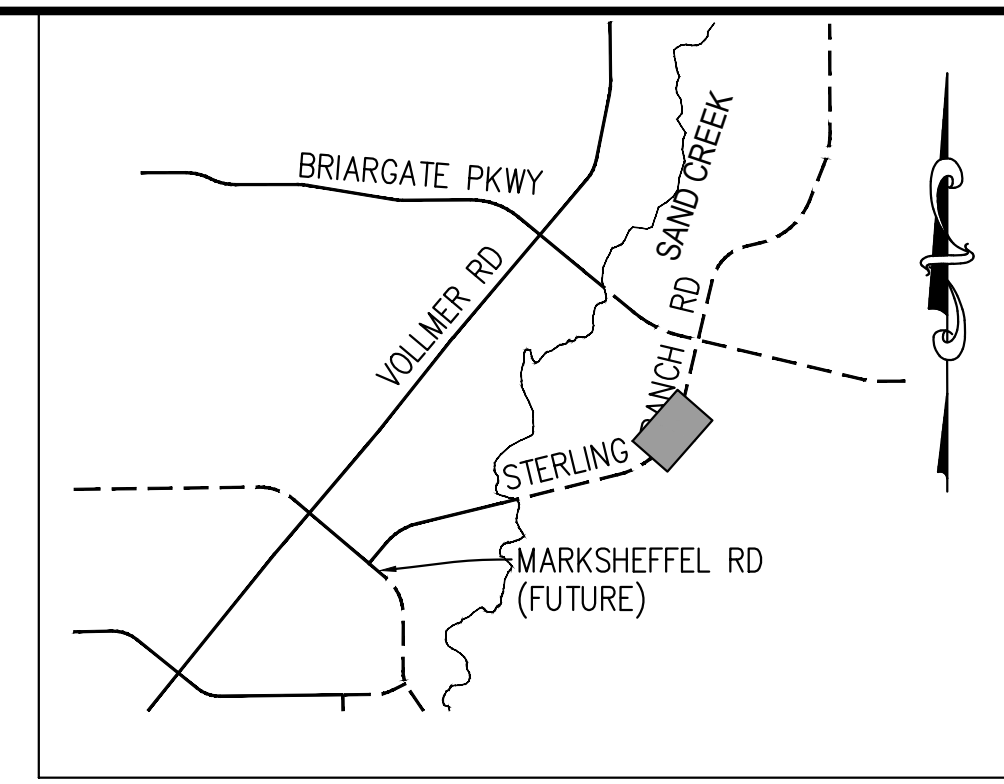 BRIARGATE PKWY
SAND CREEK
VOLLMER RD
STERLING RANCH RD
MARKSHEFFEL RD
(FUTURE)